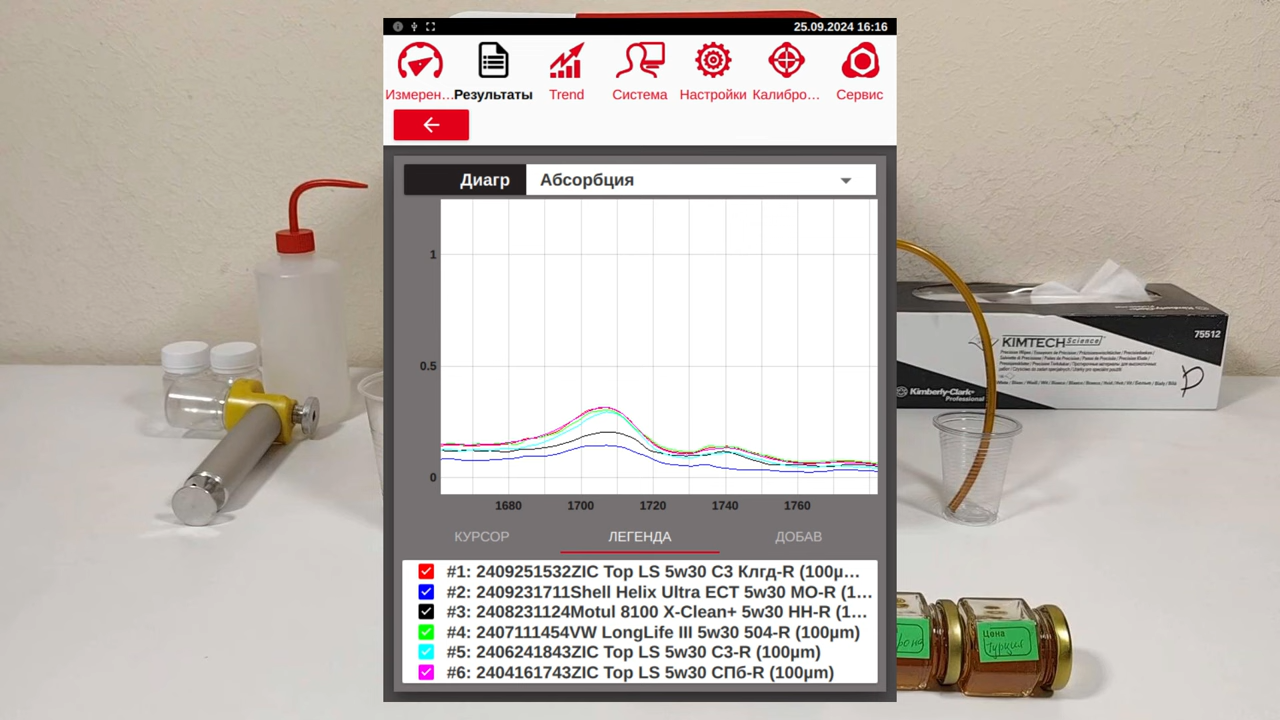 25.09.2024 16:16
Измерен... Результаты Trend Система Настройки Калибро... Сервис
Диагр Абсорбция
1
0.5
0
1680 1700 1720 1740 1760
КУРСОР ЛЕГЕНДА ДОБАВ
#1: 2409251532ZIC Top LS 5w30 C3 Клгд-R (100µ...
#2: 2409231711Shell Helix Ultra ECT 5w30 MO-R (1...
#3: 2408231124Motul 8100 X-Clean+ 5w30 HH-R (1...
#4: 2407111454VW LongLife III 5w30 504-R (100µm)
#5: 2406241843ZIC Top LS 5w30 C3-R (100µm)
#6: 2404161743ZIC Top LS 5w30 СПб-R (100µm)
75512
KIMTECH Science
Kimberly-Clark
Professional
P
Цена
Турция